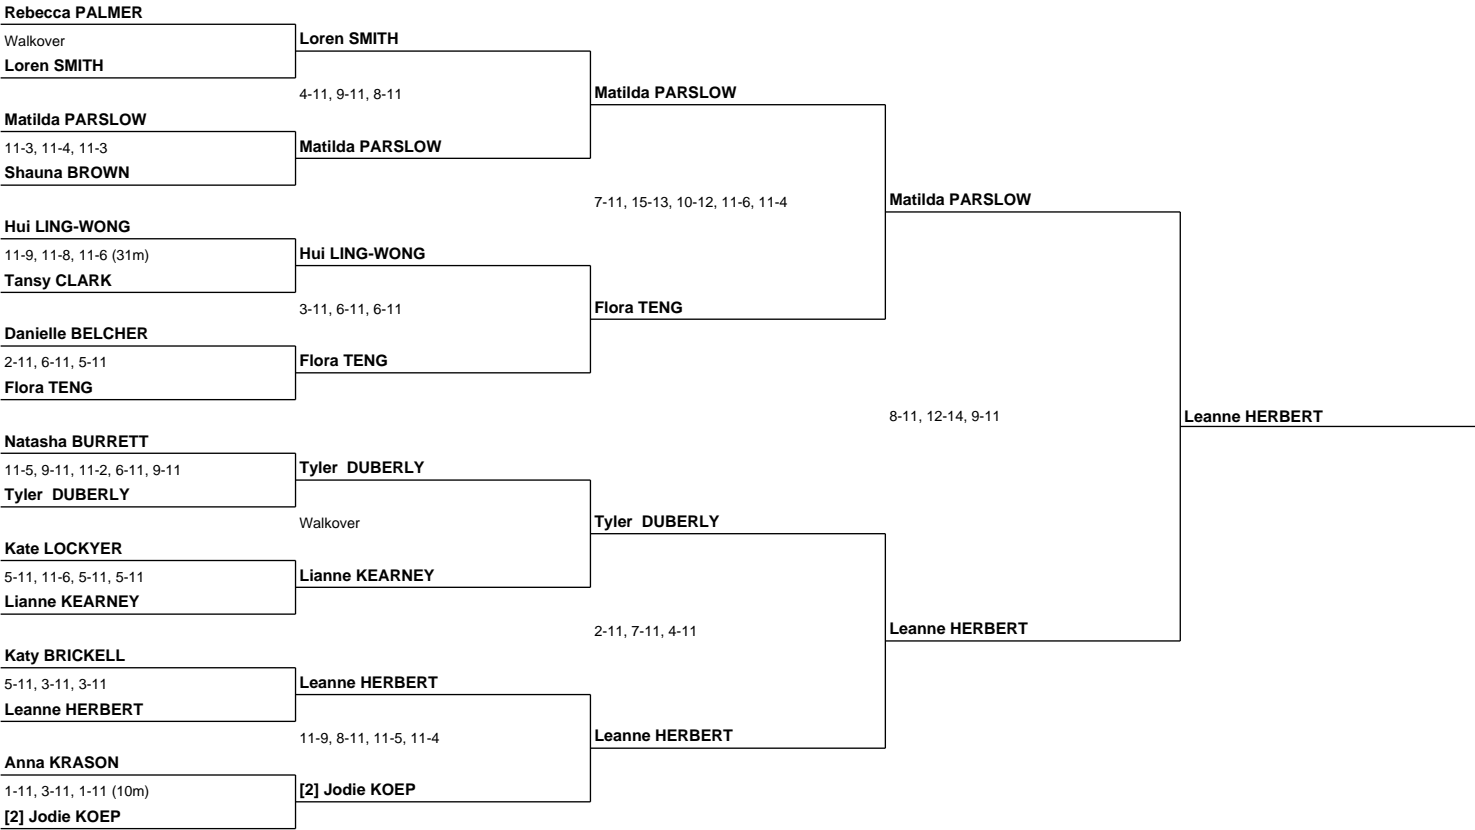 Rebecca PALMER
Walkover
Loren SMITH
Matilda PARSLOW
11-3, 11-4, 11-3
Shauna BROWN
Hui LING-WONG
11-9, 11-8, 11-6 (31m)
Tansy CLARK
Danielle BELCHER
2-11, 6-11, 5-11
Flora TENG
Natasha BURRETT
11-5, 9-11, 11-2, 6-11, 9-11
Tyler  DUBERLY
Kate LOCKYER
5-11, 11-6, 5-11, 5-11
Lianne KEARNEY
Katy BRICKELL
5-11, 3-11, 3-11
Leanne HERBERT
Anna KRASON
1-11, 3-11, 1-11 (10m)
[2] Jodie KOEP
Loren SMITH
4-11, 9-11, 8-11
Matilda PARSLOW
Hui LING-WONG
3-11, 6-11, 6-11
Flora TENG
Tyler  DUBERLY
Walkover
Lianne KEARNEY
Leanne HERBERT
11-9, 8-11, 11-5, 11-4
[2] Jodie KOEP
Matilda PARSLOW
7-11, 15-13, 10-12, 11-6, 11-4
Flora TENG
Tyler  DUBERLY
2-11, 7-11, 4-11
Leanne HERBERT
Matilda PARSLOW
8-11, 12-14, 9-11
Leanne HERBERT
Leanne HERBERT